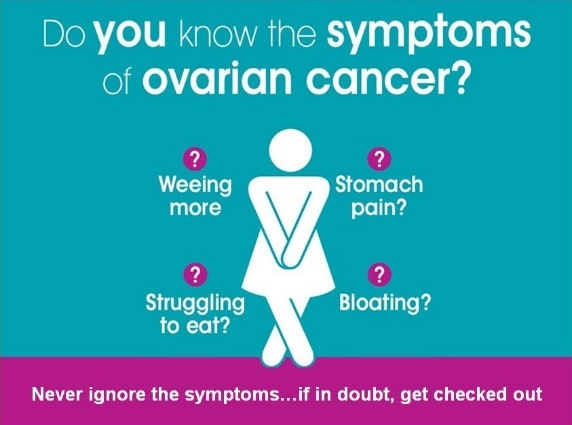 Do you know the symptoms
of ovarian cancer?
?
Weeing
more
?
Stomach
pain?
?
Struggling
to eat?
?
Bloating?
Never ignore the symptoms...if in doubt, get checked out